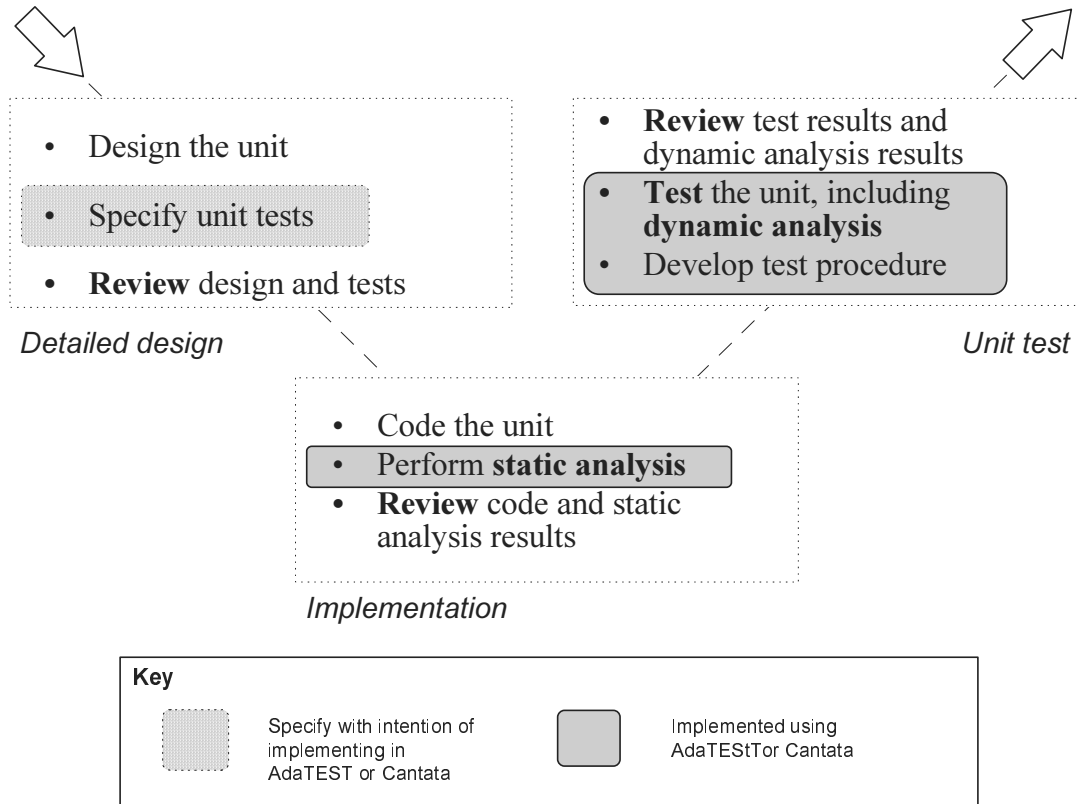 • Design the unit
• Specify unit tests
• Review design and tests
Detailed design
• Review test results and
dynamic analysis results
• Test the unit, including
dynamic analysis
• Develop test procedure
Unit test
• Code the unit
• Perform static analysis
• Review code and static
analysis results
Implementation
Key
Specify with intention of
implementing in
AdaTEST or Cantata
Implemented using
AdaTEStTor Cantata